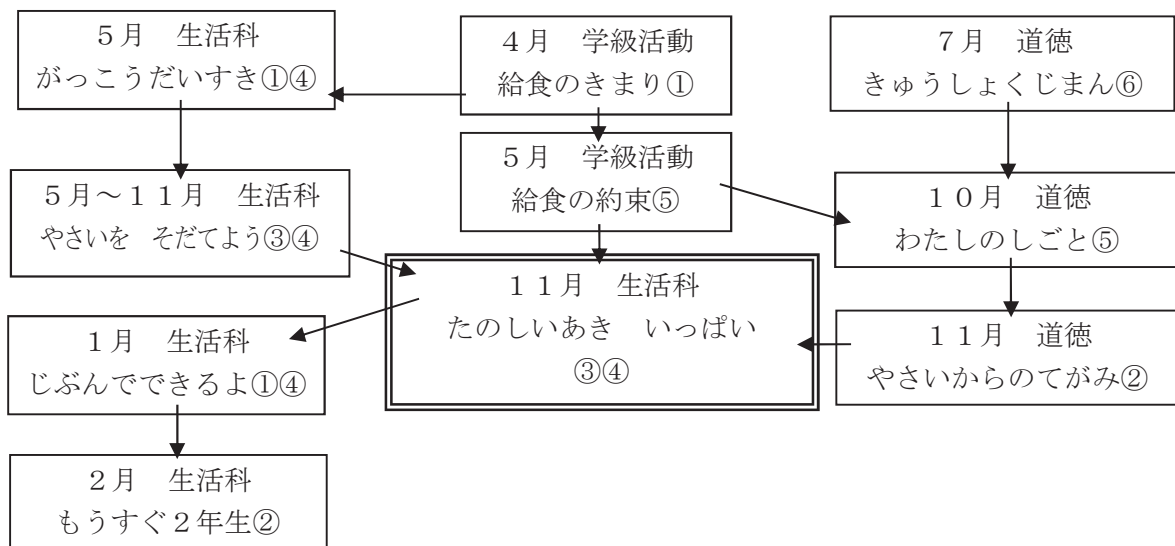 ５月　生活科
がっこうだいすき①④
４月　学級活動
給食のきまり①
７月　道徳
きゅうしょくじまん⑥
５月　学級活動
給食の約束⑤
５月～１１月　生活科
やさいを　そだてよう③④
１０月　道徳
わたしのしごと⑤
１１月　生活科
たのしいあき　いっぱい
③④
１月　生活科
じぶんでできるよ①④
１１月　道徳
やさいからのてがみ②
２月　生活科
もうすぐ２年生②